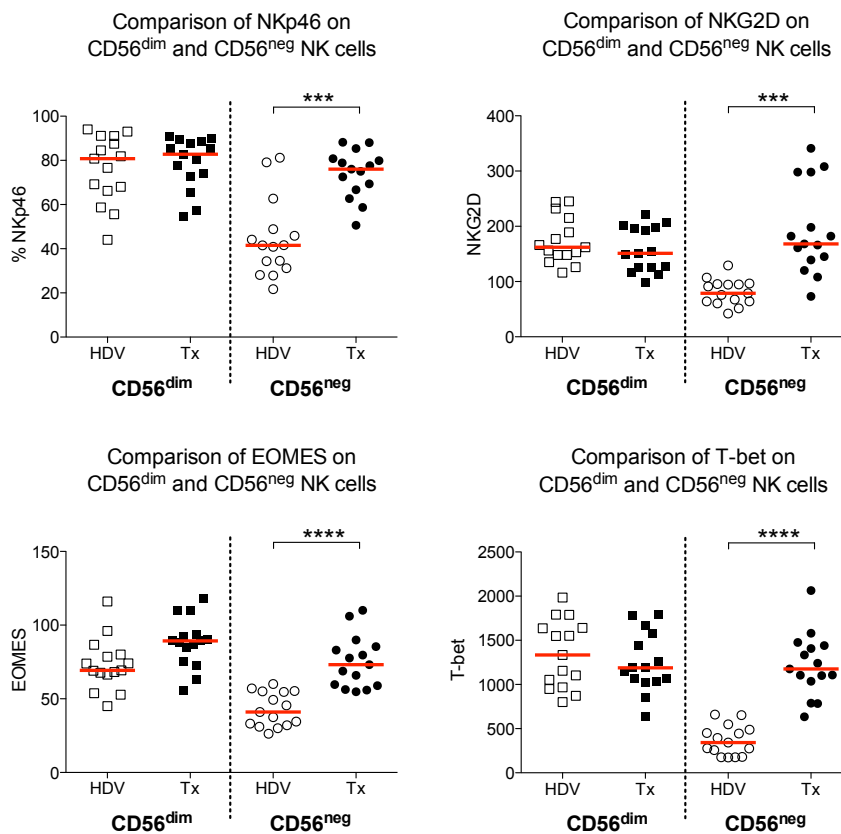 Comparison of NKp46 on
CD56dim and CD56neg NK cells
***
100
80
60
40
20
0
% NKp46
HDV
Tx
HDV
Tx
CD56dim
CD56neg
Comparison of NKG2D on
CD56dim and CD56neg NK cells
***
400
300
200
100
0
NKG2D
HDV
Tx
HDV
Tx
CD56dim
CD56neg
Comparison of EOMES on
CD56dim and CD56neg NK cells
****
150
100
50
0
EOMES
HDV
Tx
HDV
Tx
CD56dim
CD56neg
Comparison of T-bet on
CD56dim and CD56neg NK cells
****
2500
2000
1500
1000
500
0
T-bet
HDV
Tx
HDV
Tx
CD56dim
CD56neg